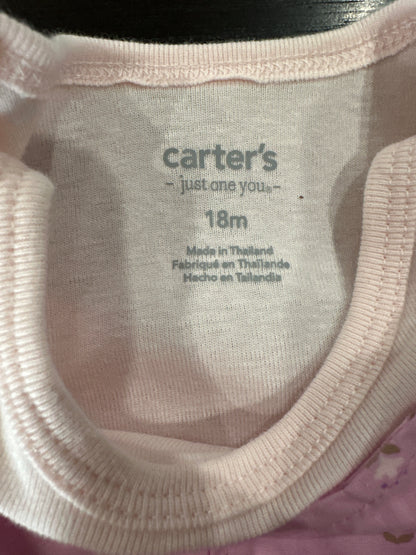 carter's
- just one you® -
18m
Made in Thailand
Fabriqué en Thaïlande
Hecho en Tailandia